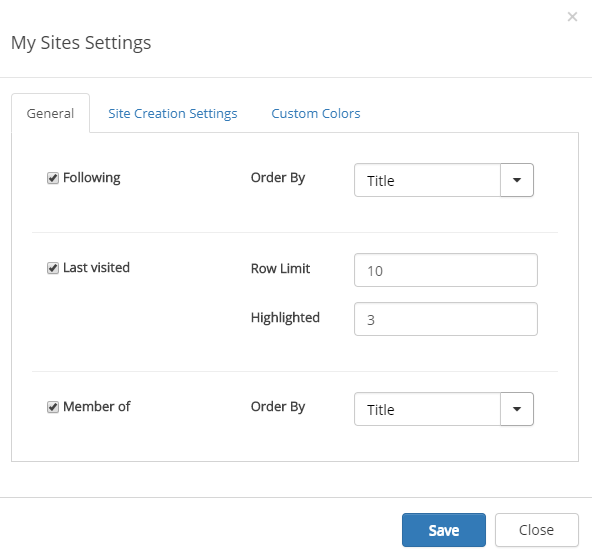 ×
My Sites Settings
General Site Creation Settings Custom Colors
Following Order By Title
Last visited Row Limit 10
Highlighted 3
Member of Order By Title
Save Close